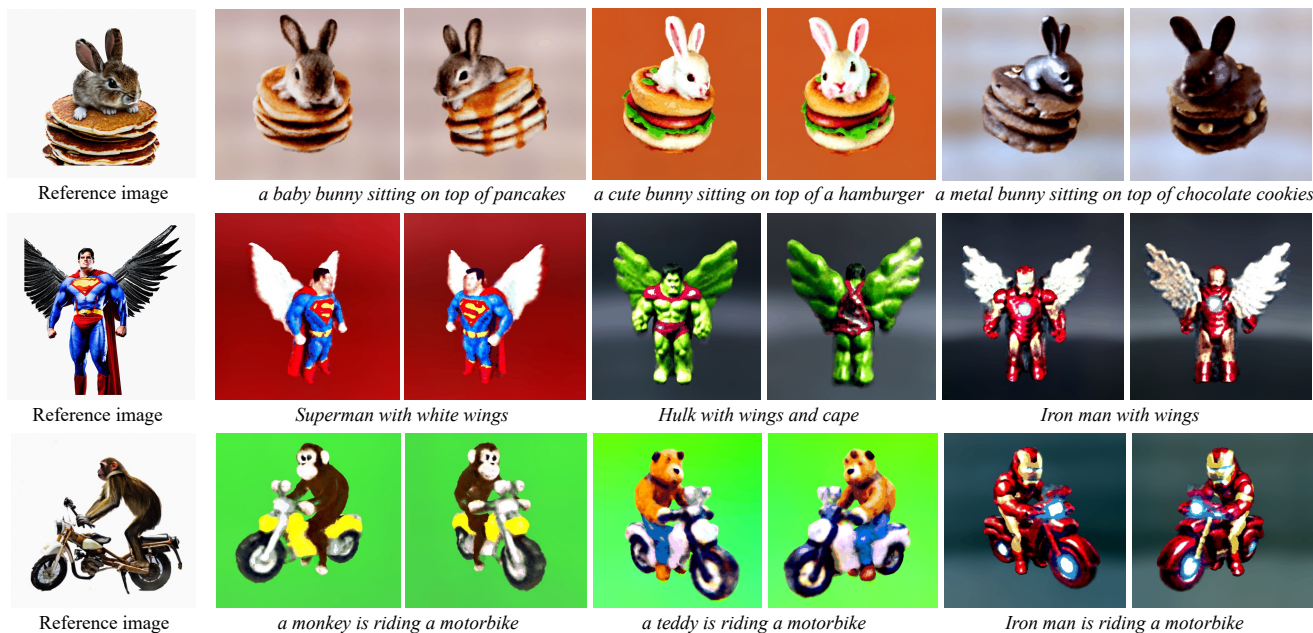 Reference image
a baby bunny sitting on top of pancakes
a cute bunny sitting on top of a hamburger
a metal bunny sitting on top of chocolate cookies
Reference image
Superman with white wings
Hulk with wings and cape
Iron man with wings
Reference image
a monkey is riding a motorbike
a teddy is riding a motorbike
Iron man is riding a motorbike